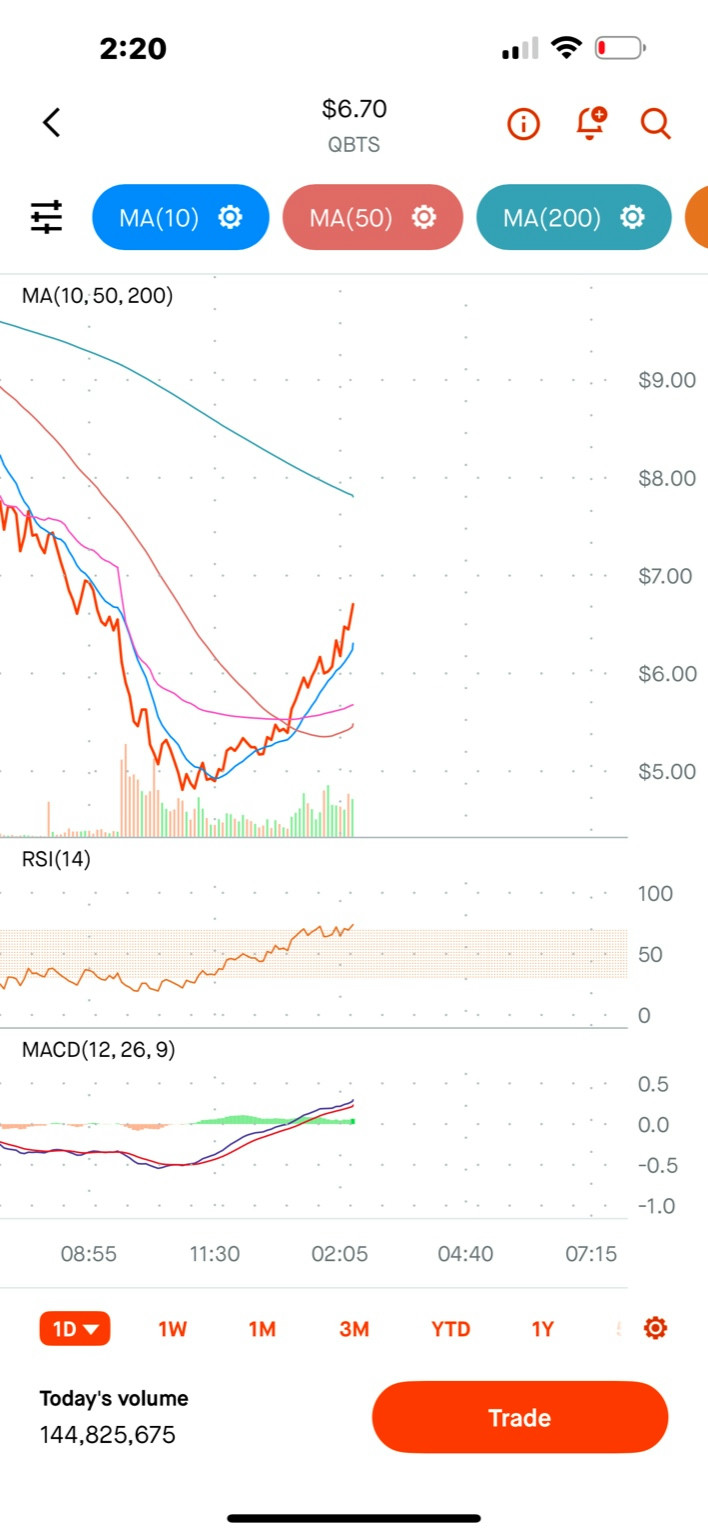 2:20
$6.70
QBTS
MA(10) MA(50) MA(200)
MA(10,50,200)
$9.00
$8.00
$7.00
$6.00
$5.00
RSI(14)
100
50
0
MACD(12,26,9)
0.5
0.0
-0.5
-1.0
08:55 11:30 02:05 04:40 07:15
1D 1W 1M 3M YTD 1Y
Today's volume
144,825,675
Trade